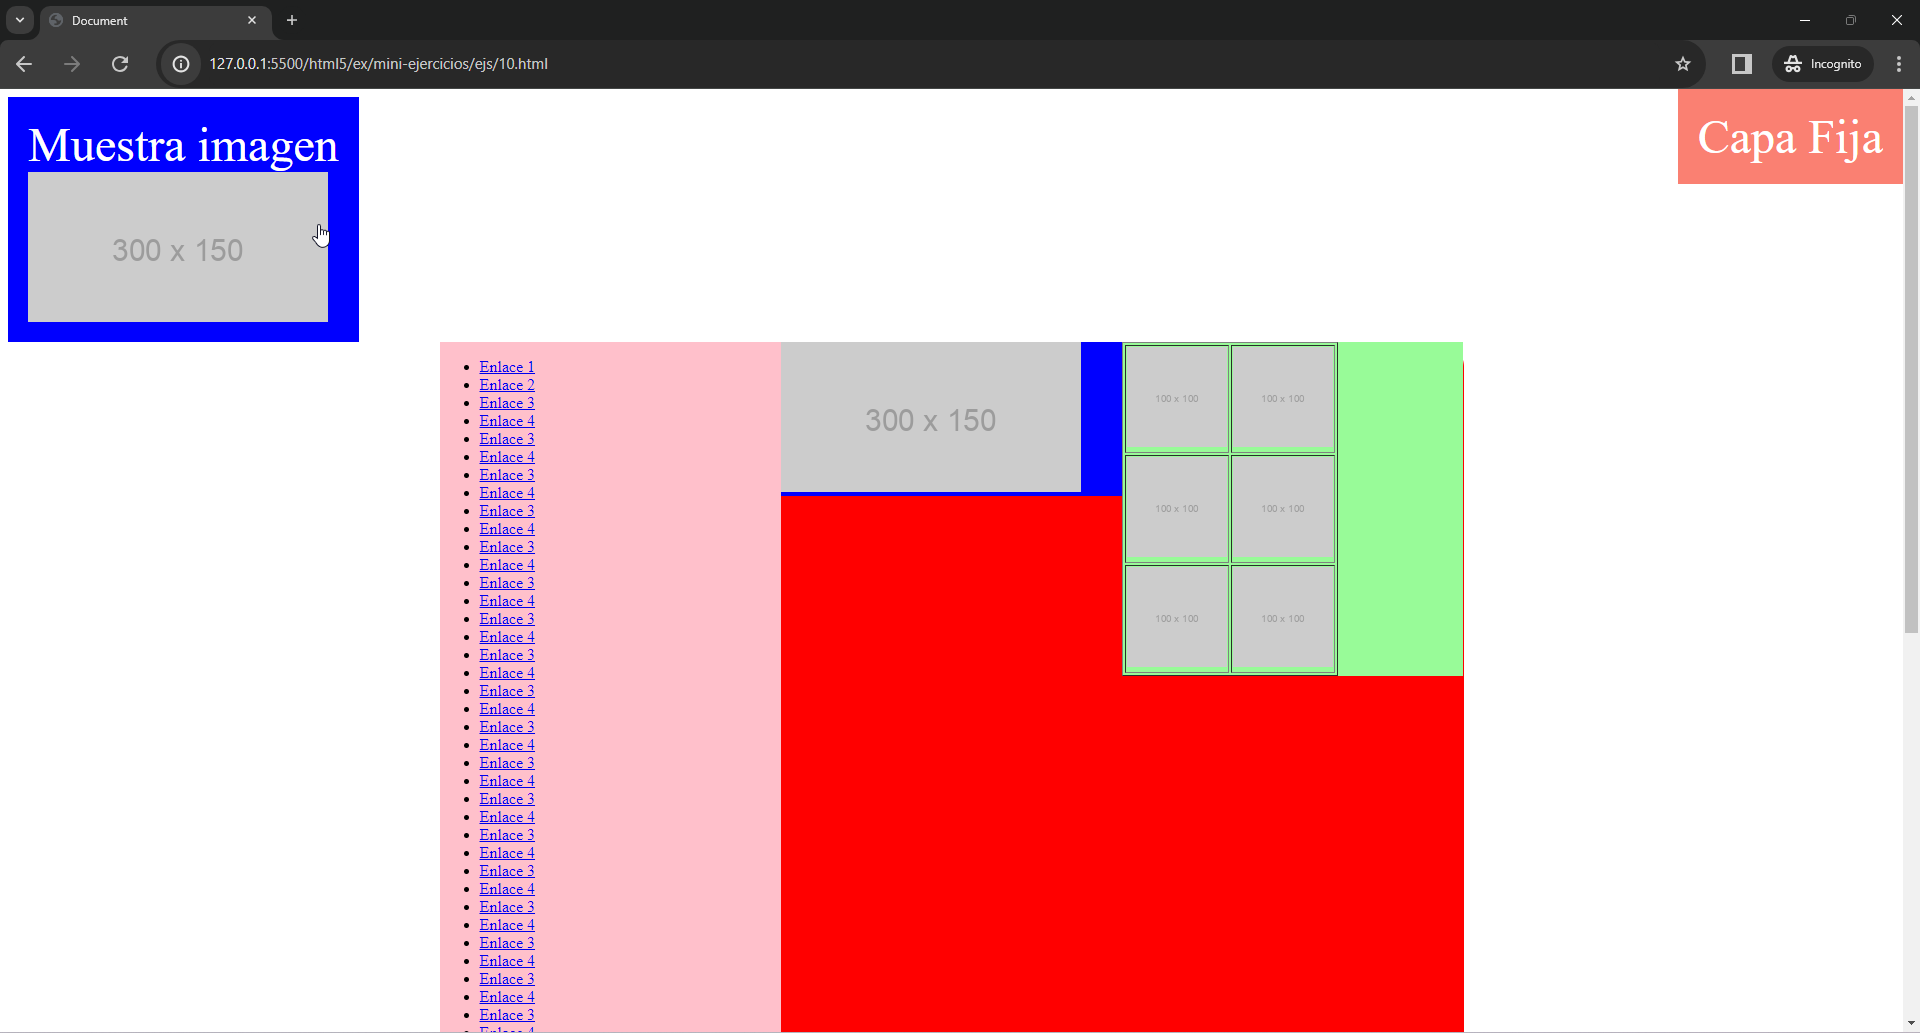 Document
127.0.0.1:5500/html5/ex/mini-ejercicios/ejs/10.html
Incognito
Muestra imagen
300 x 150
Capa Fija
Enlace 1
Enlace 2
Enlace 3
Enlace 4
Enlace 3
Enlace 4
Enlace 3
Enlace 4
Enlace 3
Enlace 4
Enlace 3
Enlace 4
Enlace 3
Enlace 4
Enlace 3
Enlace 4
Enlace 3
Enlace 4
Enlace 3
Enlace 4
Enlace 3
Enlace 4
Enlace 3
Enlace 4
Enlace 3
Enlace 4
Enlace 3
Enlace 4
Enlace 3
Enlace 4
Enlace 3
Enlace 4
Enlace 3
Enlace 4
Enlace 3
Enlace 4
Enlace 3
Enlace 4
300 x 150
100 x 100
100 x 100
100 x 100
100 x 100
100 x 100
100 x 100